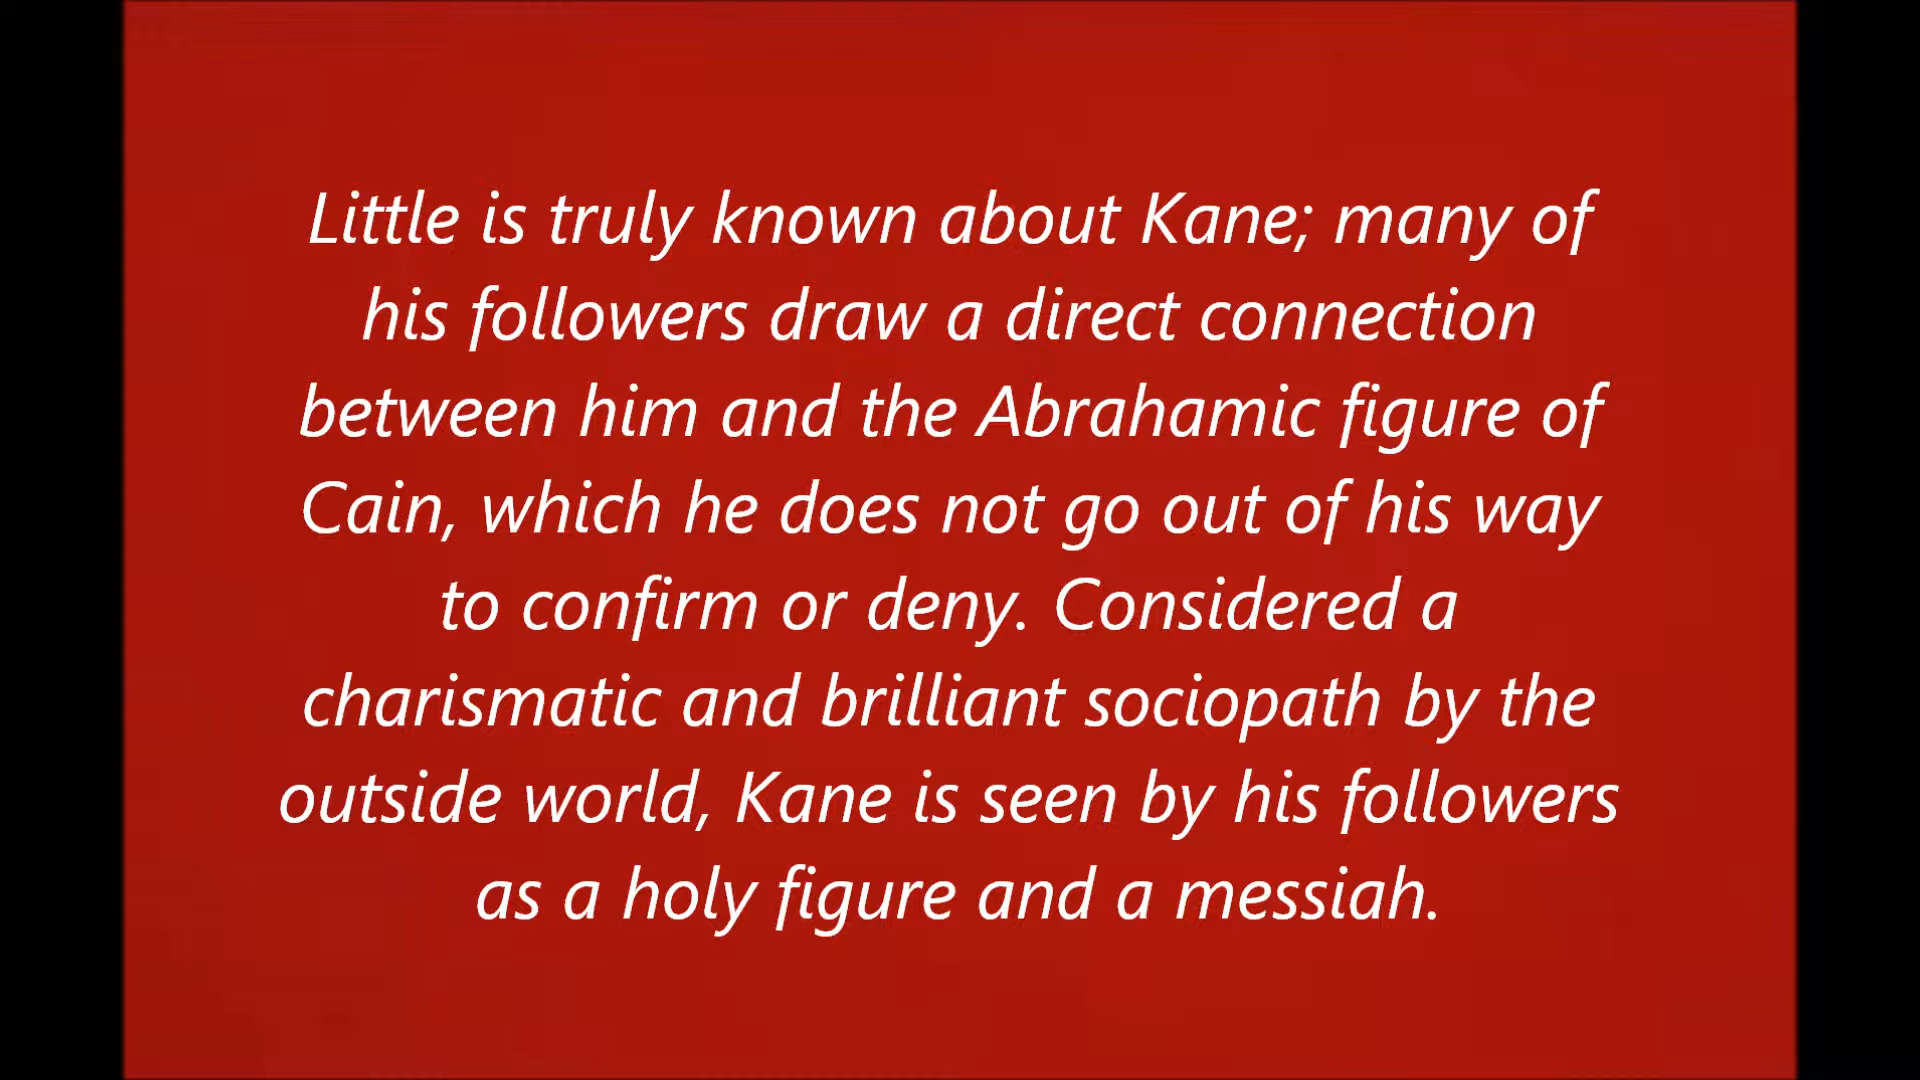 Little is truly known about Kane; many of
his followers draw a direct connection
between him and the Abrahamic figure of
Cain, which he does not go out of his way
to confirm or deny. Considered a
charismatic and brilliant sociopath by the
outside world, Kane is seen by his followers
as a holy figure and a messiah.